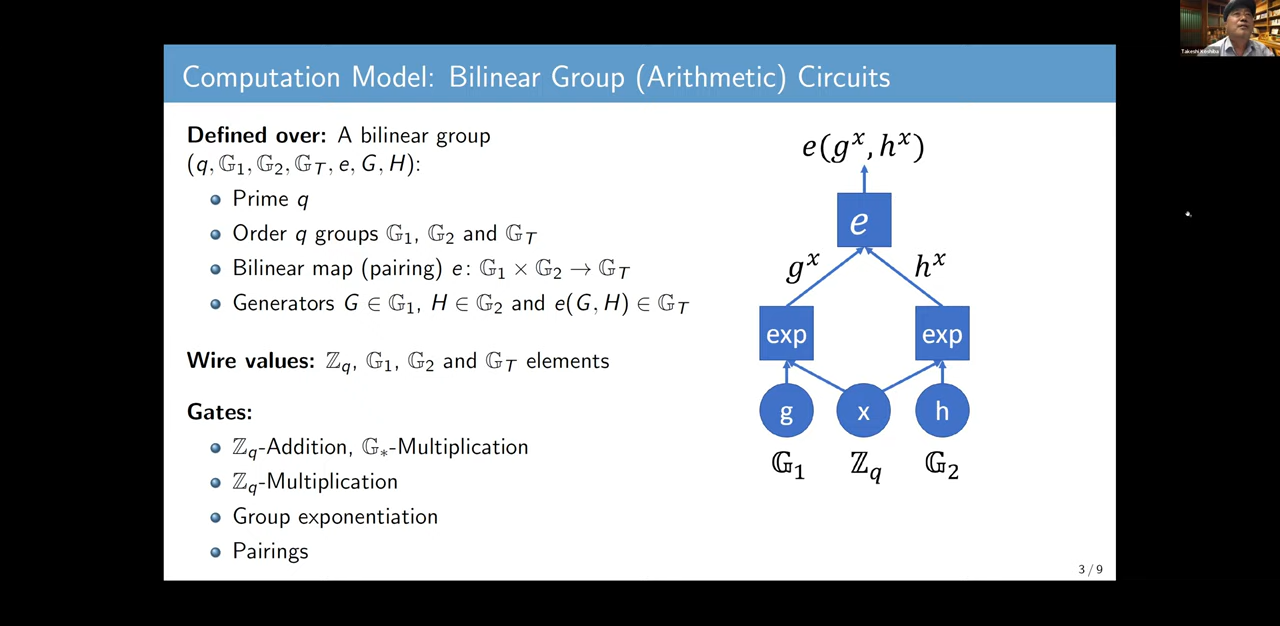 Takeshi Koshiba
Computation Model: Bilinear Group (Arithmetic) Circuits
Defined over: A bilinear group
(q, 𝔾₁, 𝔾₂, 𝔾_T, e, G, H):
Prime q
Order q groups 𝔾₁, 𝔾₂ and 𝔾_T
Bilinear map (pairing) e: 𝔾₁ × 𝔾₂ → 𝔾_T
Generators G ∈ 𝔾₁, H ∈ 𝔾₂ and e(G, H) ∈ 𝔾_T
Wire values: ℤ_q, 𝔾₁, 𝔾₂ and 𝔾_T elements
Gates:
ℤ_q-Addition, 𝔾_*-Multiplication
ℤ_q-Multiplication
Group exponentiation
Pairings
e(g^x, h^x)
e
g^x h^x
exp exp
g x h
𝔾₁ ℤ_q 𝔾₂
3 / 9